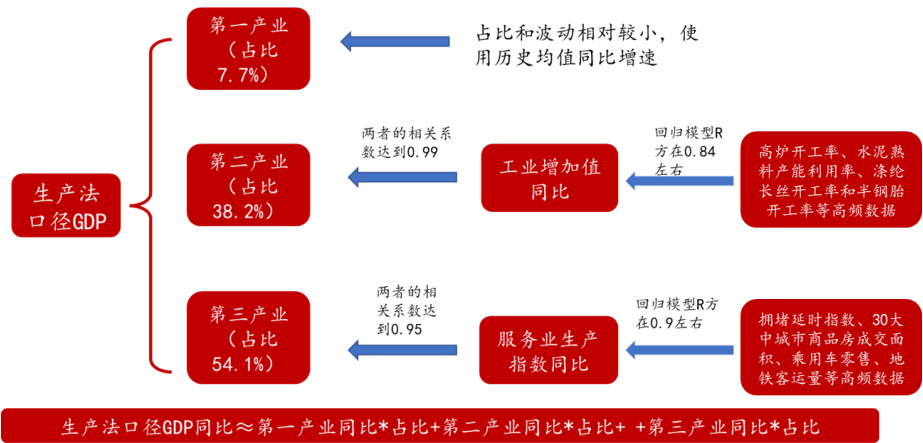 第一产业
（占比
7.7%）
占比和波动相对较小，使
用历史均值同比增速
两者的相关系
数达到0.99
回归模型R
方在0.84
左右
生产法
口径GDP
第二产业
（占比
38.2%）
工业增加值
同比
高炉开工率、水泥熟
料产能利用率、涤纶
长丝开工率和半钢胎
开工率等高频数据
两者的相
关系数达
到0.95
回归模型R方
在0.9左右
第三产业
（占比
54.1%）
服务业生产
指数同比
拥堵延时指数、30大
中城市商品房成交面
积、乘用车零售、地
铁客运量等高频数据
生产法口径GDP同比≈第一产业同比*占比+第二产业同比*占比+ +第三产业同比*占比